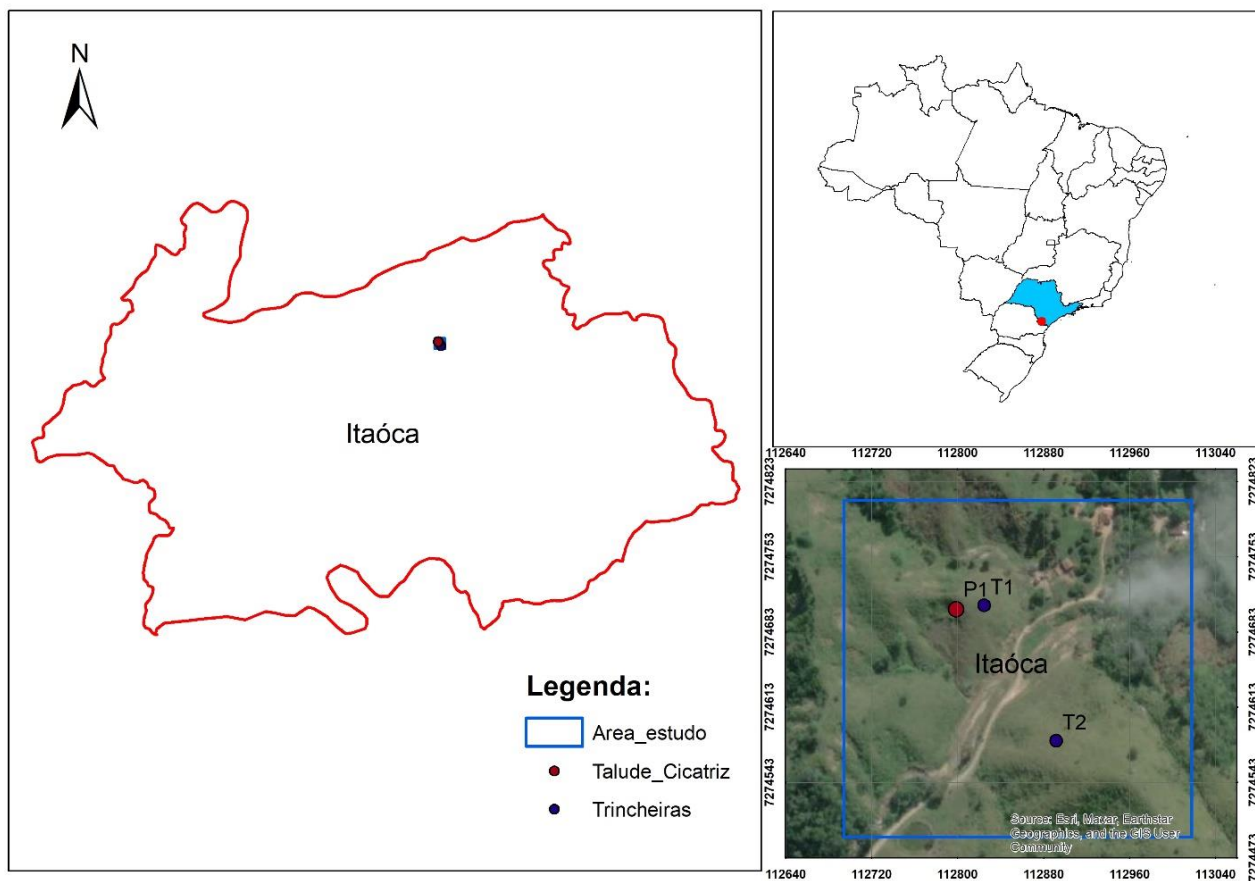 N
Itaóca
Legenda:
Area_estudo
Talude_Cicatriz
Trincheiras
112640 112720 112800 112880 112960 113040
7274823
7274753
7274683
7274613
7274543
7274473
P1 T1
Itaóca
T2
Source: Esri, Maxar, Earthstar
Geographics, and the GIS User
Community
7274823
7274753
7274683
7274613
7274543
7274473
112640 112720 112800 112880 112960 113040